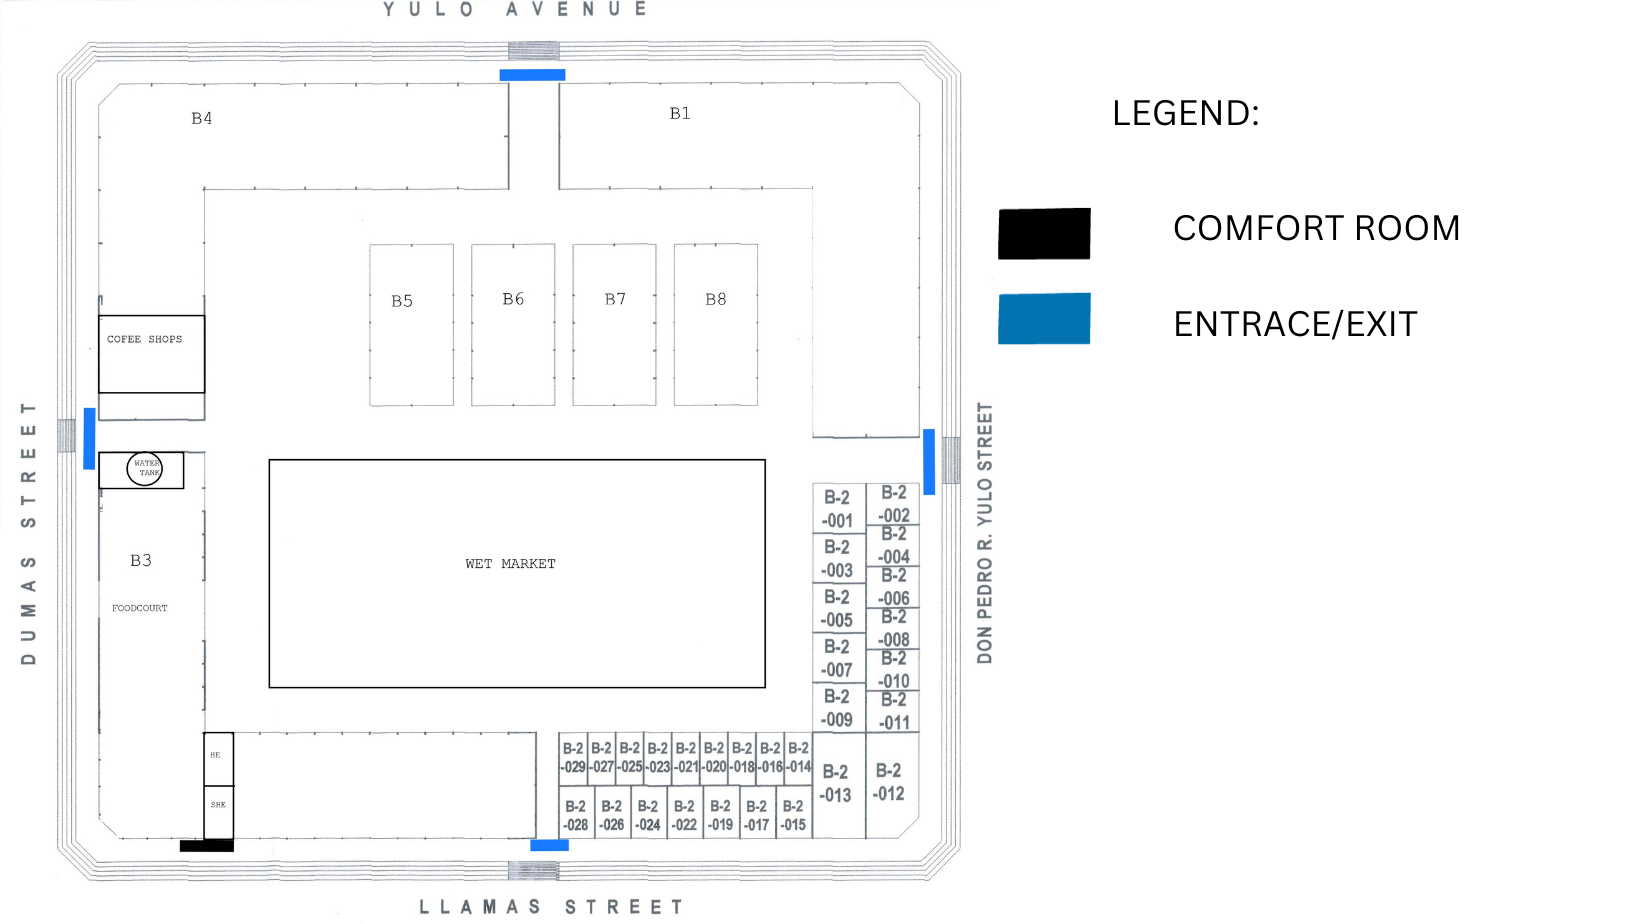 YULO AVENUE
B4
B1
LEGEND:
COMFORT ROOM
ENTRACE/EXIT
B5
B6
B7
B8
COFEE SHOPS
DUMAS STREET
DON PEDRO R. YULO STREET
WATER
TANK
B3
FOODCOURT
WET MARKET
B-2
-001
B-2
-002
B-2
-003
B-2
-004
B-2
-005
B-2
-006
B-2
-007
B-2
-008
B-2
-009
B-2
-010
B-2
-011
HE
SHE
B-2
-029
B-2
-027
B-2
-025
B-2
-023
B-2
-021
B-2
-020
B-2
-018
B-2
-016
B-2
-014
B-2
-013
B-2
-012
B-2
-028
B-2
-026
B-2
-024
B-2
-022
B-2
-019
B-2
-017
B-2
-015
LLAMAS STREET